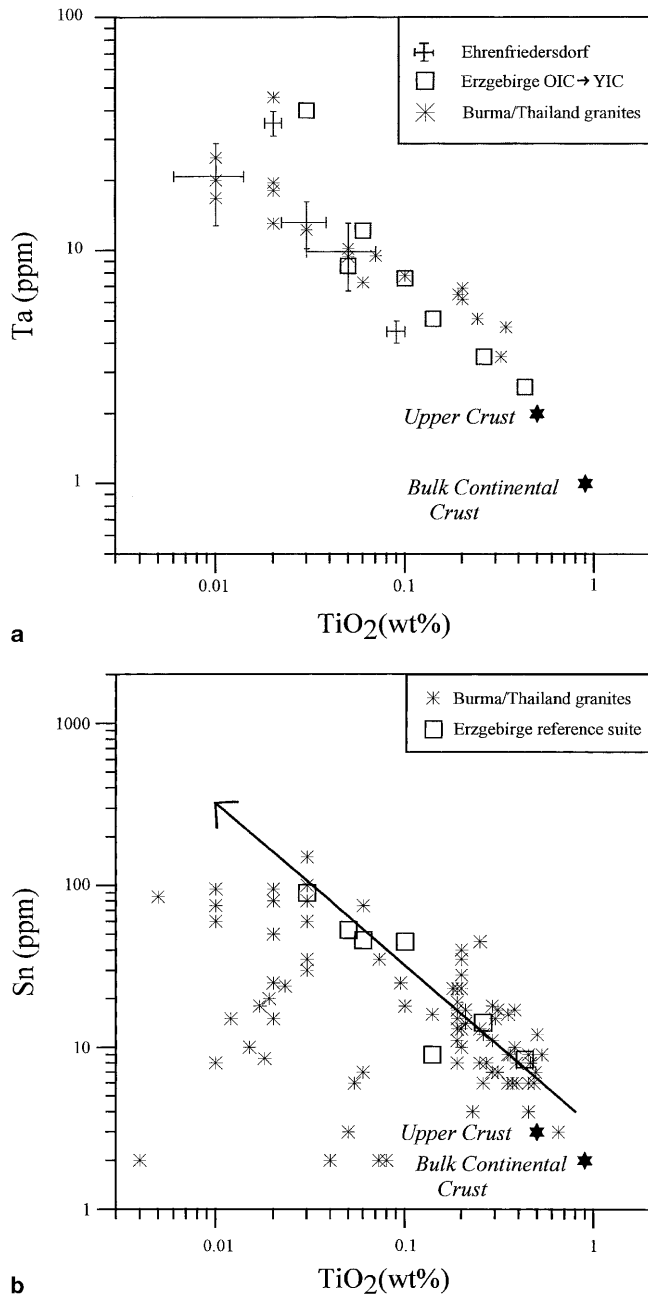 100
Ehrenfriedersdorf
Erzgebirge OIC → YIC
Burma/Thailand granites
10
Ta (ppm)
Upper Crust
1
Bulk Continental
Crust
0.01
0.1
1
TiO2(wt%)
a
Burma/Thailand granites
Erzgebirge reference suite
1000
100
Sn (ppm)
10
Upper Crust
Bulk Continental
Crust
1
0.01
0.1
1
TiO2(wt%)
b